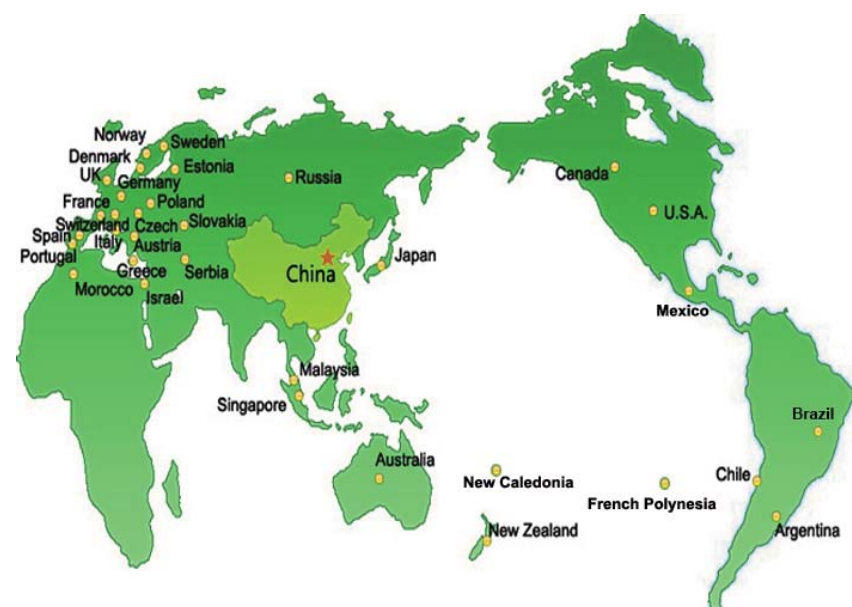 Norway
Sweden
Denmark
Estonia
UK
Germany
Russia
Canada
France
Poland
U.S.A.
Switzerland
Czech
Slovakia
Spain
Italy
Austria
Portugal
Greece
Serbia
China
Japan
Morocco
Israel
Mexico
Malaysia
Singapore
Brazil
Australia
New Caledonia
Chile
French Polynesia
New Zealand
Argentina